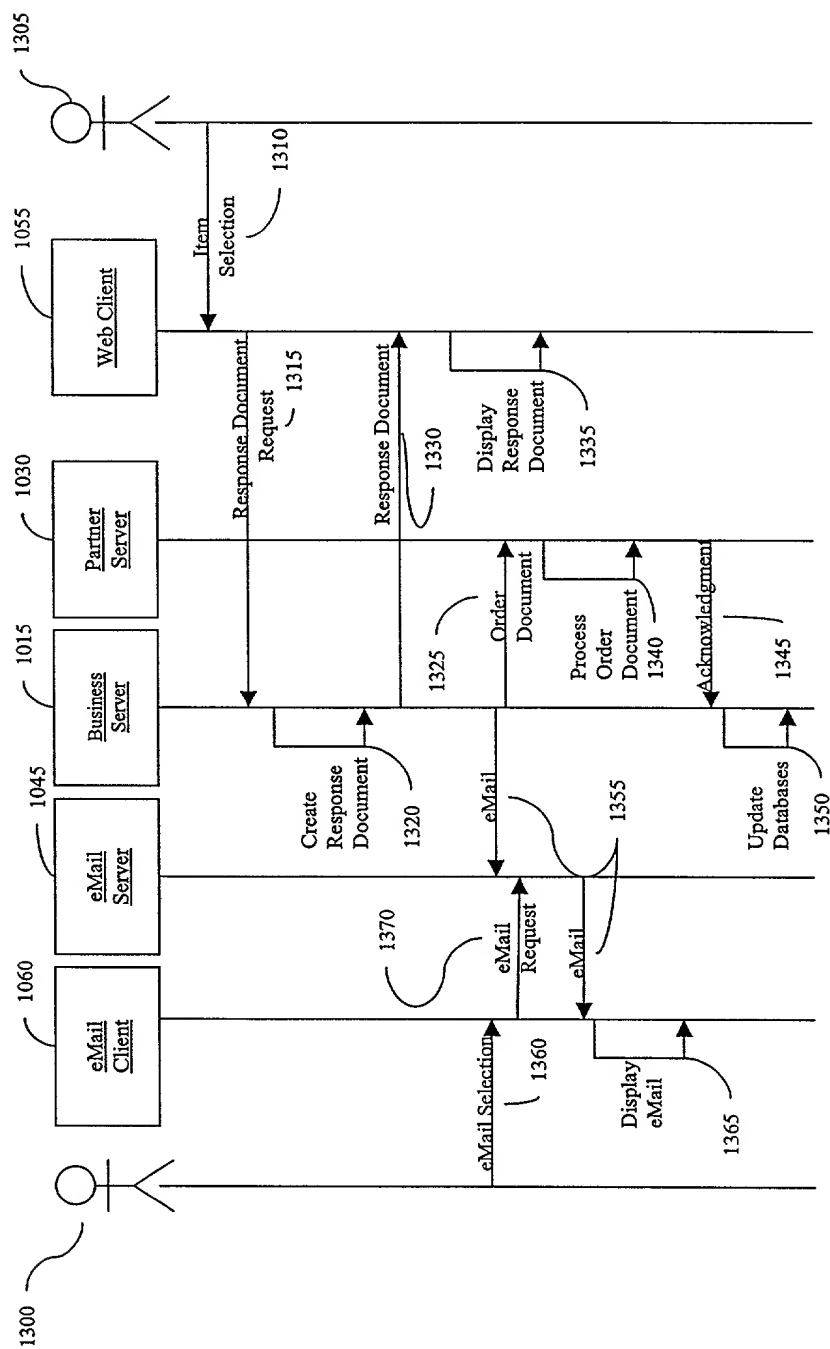 1300
1060
1045
1015
1030
1055
1305
eMail
Client
eMail
Server
Business
Server
Partner
Server
Web Client
Item
Selection
1310
Response Document
Request
1315
Create
Response
Document
1320
Response Document
1330
Display
Response
Document
1335
eMail Selection
1360
eMail
Request
1370
eMail
eMail
1355
Order
Document
1325
Process
Order
Document
1340
Display
eMail
1365
Acknowledgment
1345
Update
Databases
1350